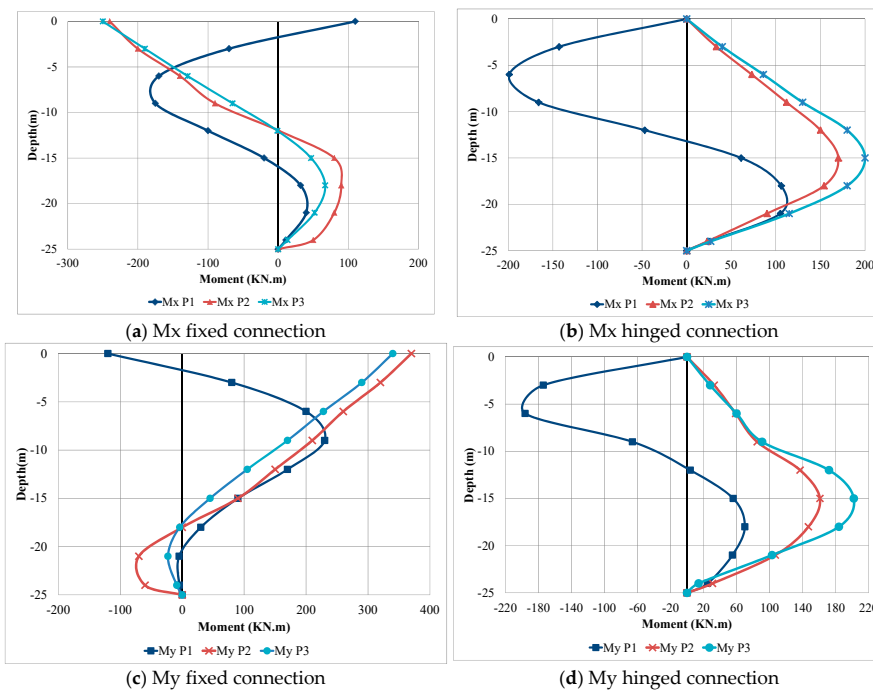 0
-5
-10
-15
-20
-25
Depth(m)
-300 -200 -100 0 100 200
Moment (KN.m)
Mx P1 Mx P2 Mx P3
(a) Mx fixed connection
0
-5
-10
-15
-20
-25
Depth (m)
-200 -150 -100 -50 0 50 100 150 200
Moment (KN.m)
Mx P1 Mx P2 Mx P3
(b) Mx hinged connection
0
-5
-10
-15
-20
-25
Depth(m)
-200 -100 0 100 200 300 400
Moment (KN.m)
My P1 My P2 My P3
(c) My fixed connection
0
-5
-10
-15
-20
-25
Depth (m)
-220 -180 -140 -100 -60 -20 20 60 100 140 180 220
Moment (KN.m)
My P1 My P2 My P3
(d) My hinged connection